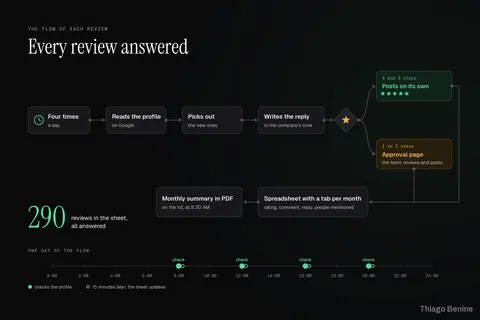 THE FLOW OF EACH REVIEW
Every review answered
Four times
a day
Reads the profile
on Google
Picks out
the new ones
Writes the reply
in the company's tone
4 and 5 stars
Posts on its own
★★★★★
1 to 3 stars
Approval page
the team reviews and posts
Monthly summary in PDF
on the 1st, at 8:30 AM
Spreadsheet with a tab per month
rating, comment, reply, people mentioned
290 reviews in the sheet,
all answered
ONE DAY OF THE FLOW
check check check check
0:00 2:00 4:00 6:00 8:00 10:00 12:00 14:00 16:00 18:00 20:00 22:00 24:00
checks the profile 15 minutes later, the sheet updates
Thiago Benine